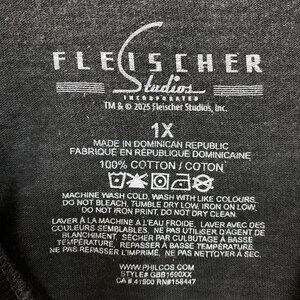 FLEISCHER
Studios
INCORPORATED
TM & © 2025 Fleischer Studios, Inc.
1X
MADE IN DOMINICAN REPUBLIC
FABRIQUE EN RÉPUBLIQUE DOMINICAINE
100% COTTON / COTON
MACHINE WASH COLD, WASH WITH LIKE COLOURS,
DO NOT BLEACH, TUMBLE DRY LOW, IRON ON LOW,
DO NOT IRON PRINT, DO NOT DRY CLEAN.
LAVER À LA MACHINE À L'EAU FROIDE, LAVER AVEC DES
COULEURS SEMBLABLES, NE PAS UTILISER D'AGENT DE
BLANCHIMENT, SÉCHER PAR CULBUTAGE À BASSE
TEMPÉRATURE, REPASSER À BASSE TEMPÉRATURE,
NE PAS REPASSER L'IMPRIMÉ, NE PAS NETTOYER À SEC.
WWW.PHILCOS.COM
STYLE# GBB1690XX
CA# 41900 RN#156447